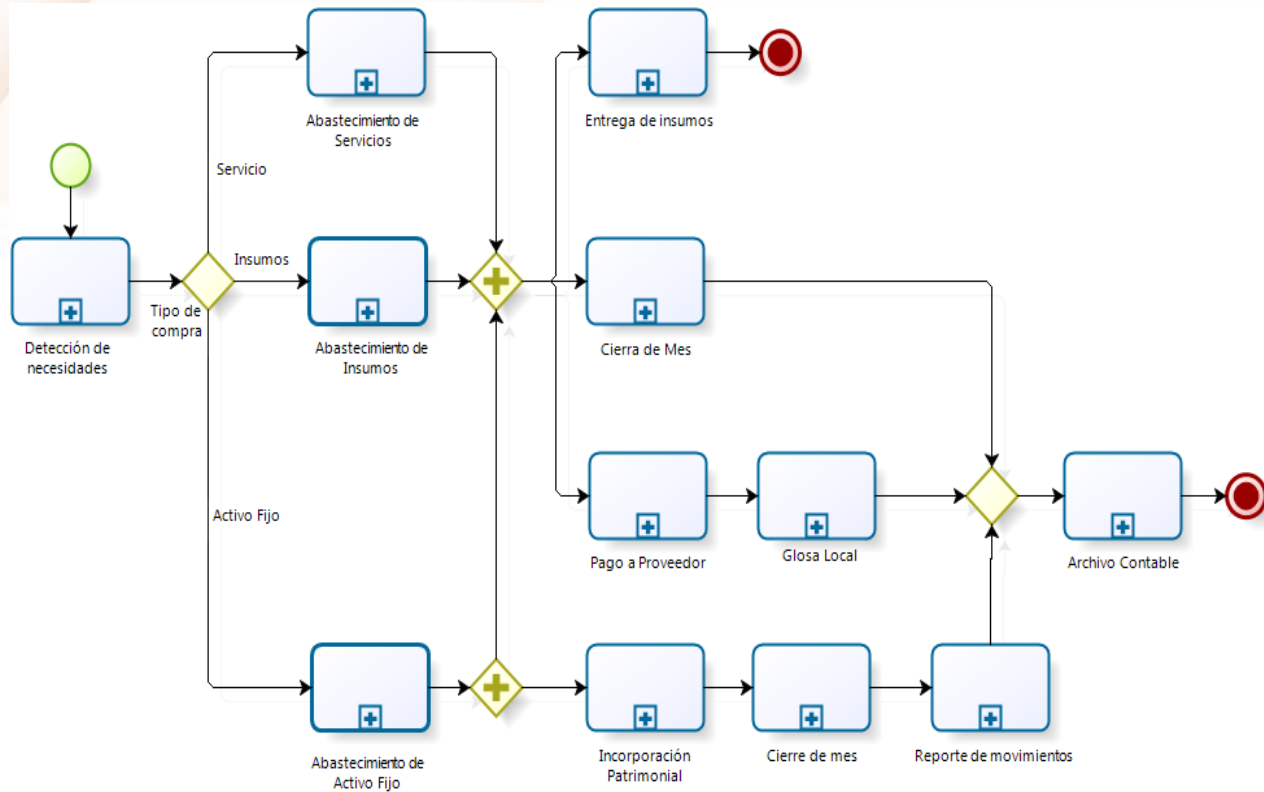 Abastecimiento de
Servicios
Entrega de insumos
Servicio
Insumos
Tipo de
compra
Detección de
necesidades
Abastecimiento de
Insumos
Cierra de Mes
Activo Fijo
Pago a Proveedor
Glosa Local
Archivo Contable
Abastecimiento de
Activo Fijo
Incorporación
Patrimonial
Cierre de mes
Reporte de movimientos